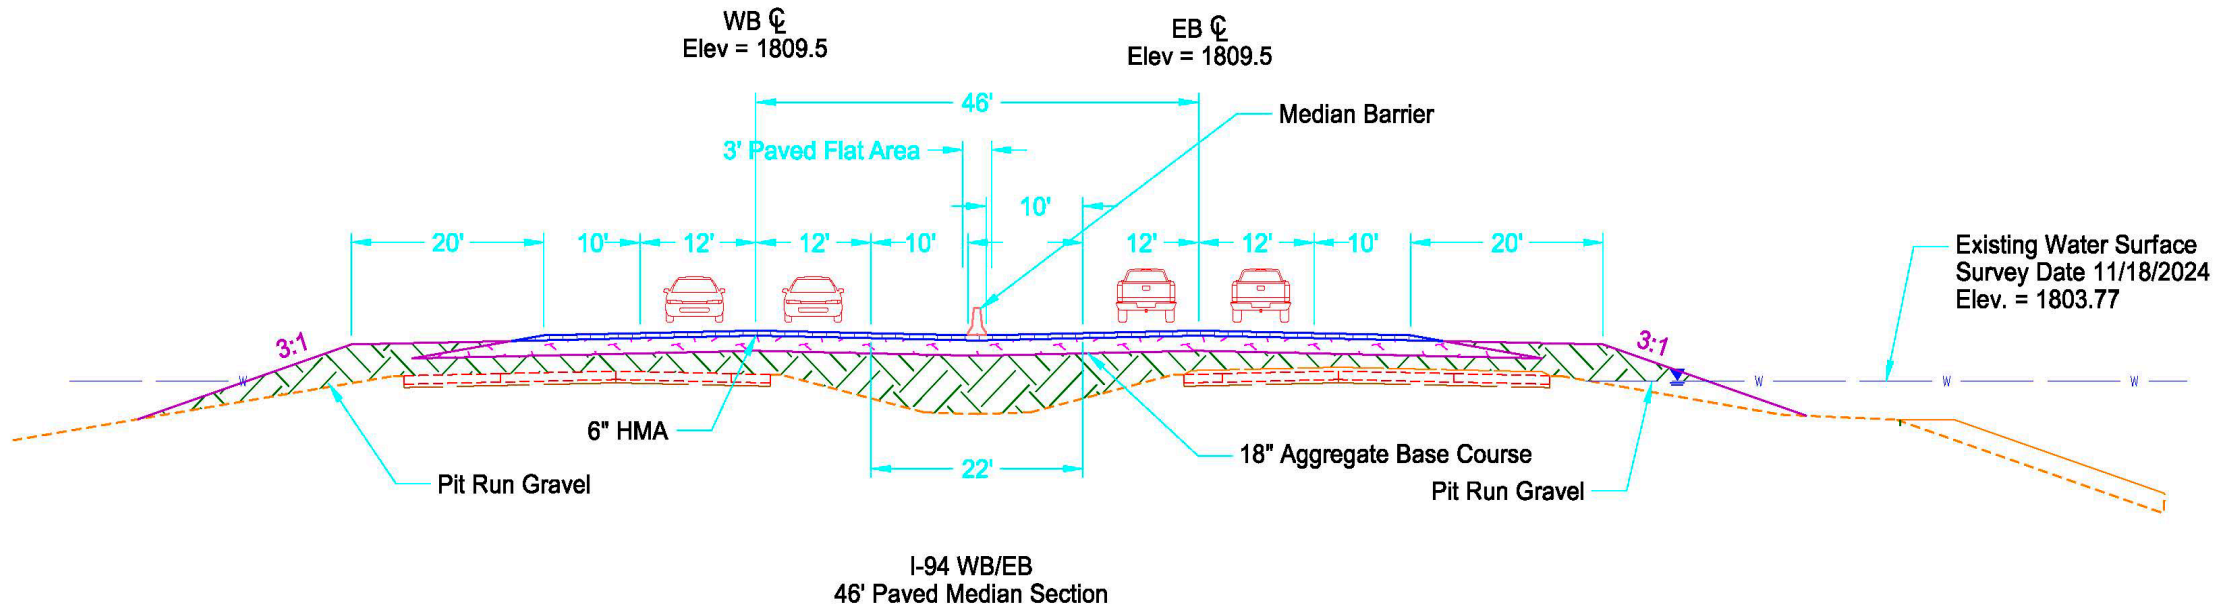 WB ℄
Elev = 1809.5
EB ℄
Elev = 1809.5
46'
Median Barrier
3' Paved Flat Area
10'
20'
10'
12'
12'
10'
12'
12'
10'
20'
Existing Water Surface
Survey Date 11/18/2024
Elev. = 1803.77
3:1
3:1
W
W
W
W
6" HMA
18" Aggregate Base Course
22'
Pit Run Gravel
Pit Run Gravel
I-94 WB/EB
46' Paved Median Section